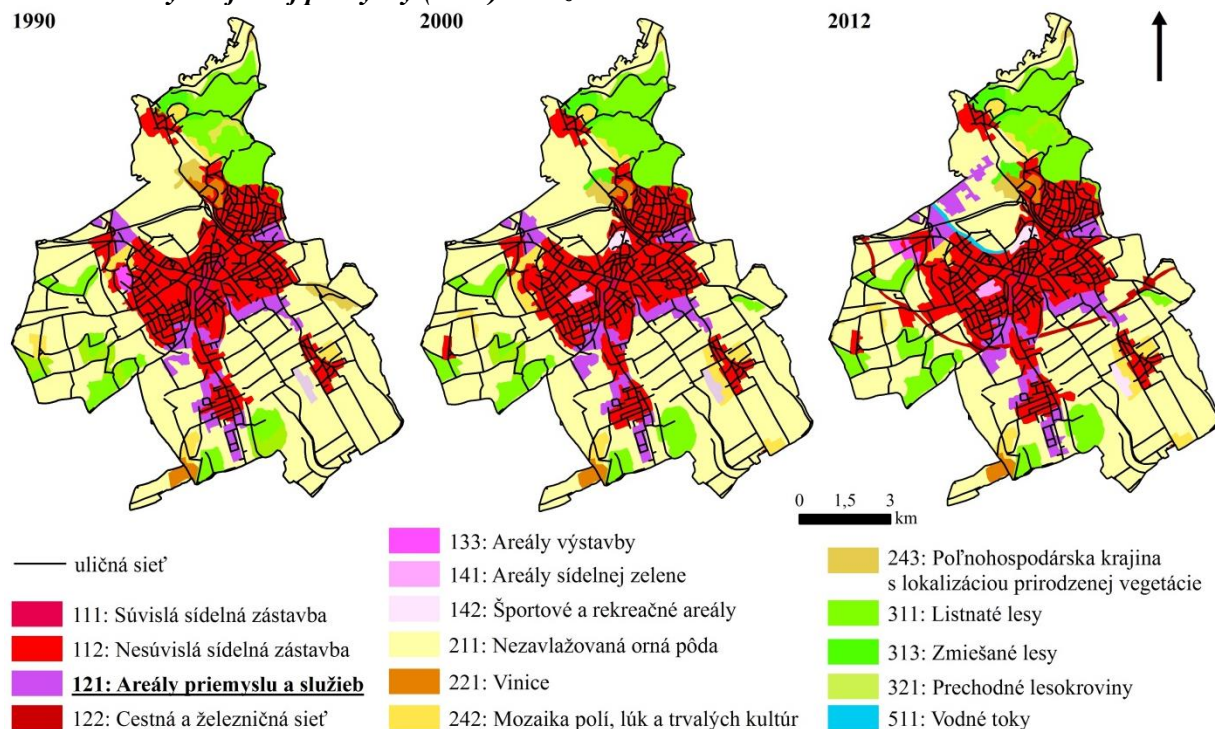 1990
2000
2012
0 1,5 3
km
uličná sieť
111: Súvislá sídelná zástavba
112: Nesúvislá sídelná zástavba
121: Areály priemyslu a služieb
122: Cestná a železničná sieť
133: Areály výstavby
141: Areály sídelnej zelene
142: Športové a rekreačné areály
211: Nezavlažovaná orná pôda
221: Vinice
242: Mozaika polí, lúk a trvalých kultúr
243: Poľnohospodárska krajina
s lokalizáciou prirodzenej vegetácie
311: Listnaté lesy
313: Zmiešané lesy
321: Prechodné lesokroviny
511: Vodné toky